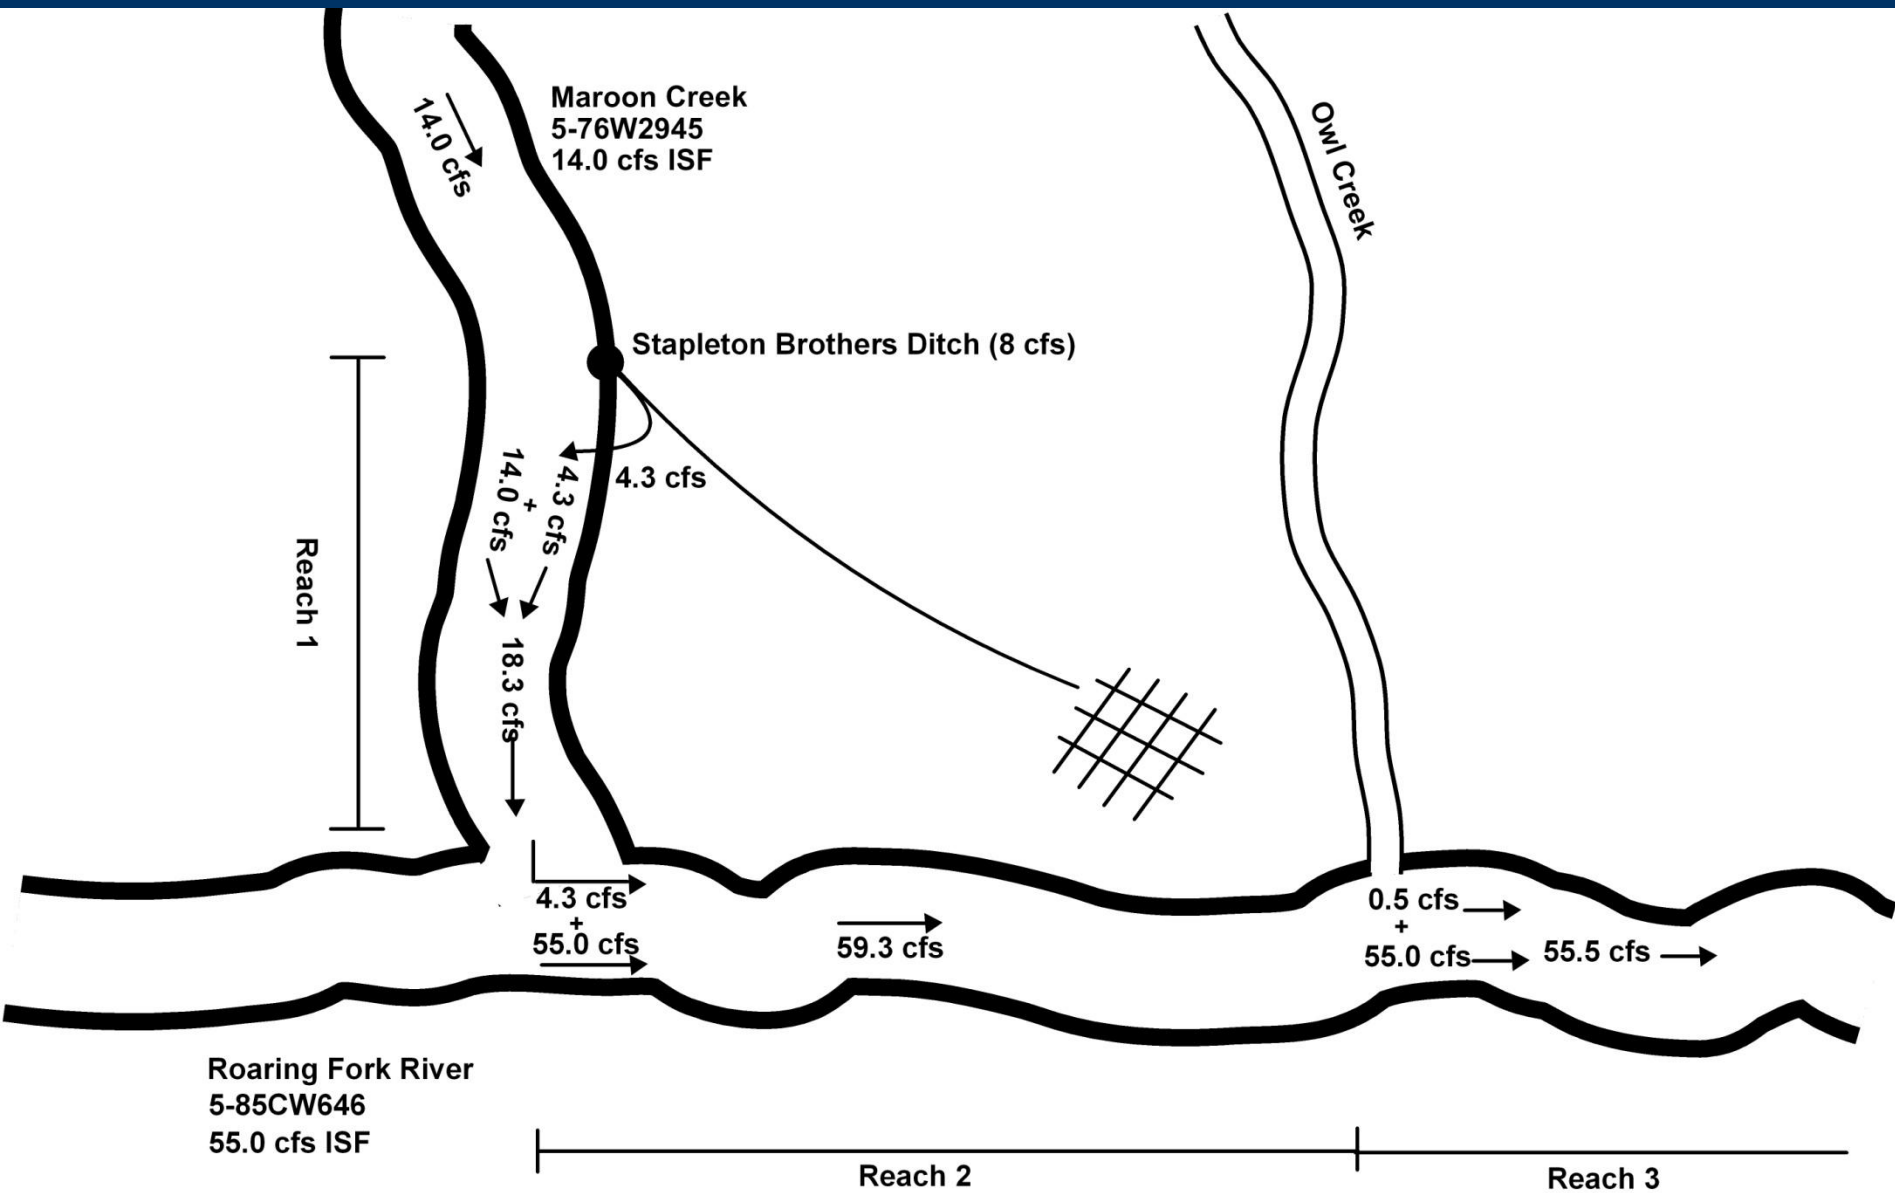 Maroon Creek
5-76W2945
14.0 cfs ISF
14.0 cfs
Owl Creek
Stapleton Brothers Ditch (8 cfs)
4.3 cfs
14.0 cfs
+
4.3 cfs
Reach 1
18.3 cfs
4.3 cfs
+
55.0 cfs
59.3 cfs
0.5 cfs
+
55.0 cfs
55.5 cfs
Roaring Fork River
5-85CW646
55.0 cfs ISF
Reach 2
Reach 3